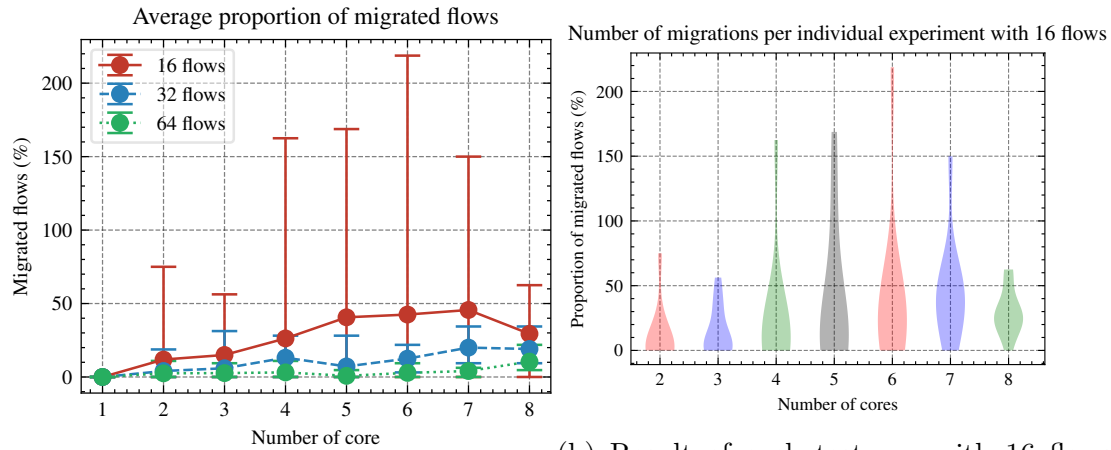 Average proportion of migrated flows
Migrated flows (%)
200
150
100
50
0
16 flows
32 flows
64 flows
1 2 3 4 5 6 7 8
Number of core
Number of migrations per individual experiment with 16 flows
Proportion of migrated flows (%)
200
150
100
50
0
2 3 4 5 6 7 8
Number of cores